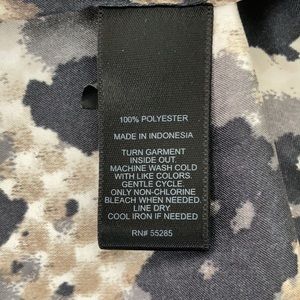 100% POLYESTER
MADE IN INDONESIA
TURN GARMENT
INSIDE OUT.
MACHINE WASH COLD
WITH LIKE COLORS.
GENTLE CYCLE.
ONLY NON-CHLORINE
BLEACH WHEN NEEDED.
LINE DRY
COOL IRON IF NEEDED
RN# 55285